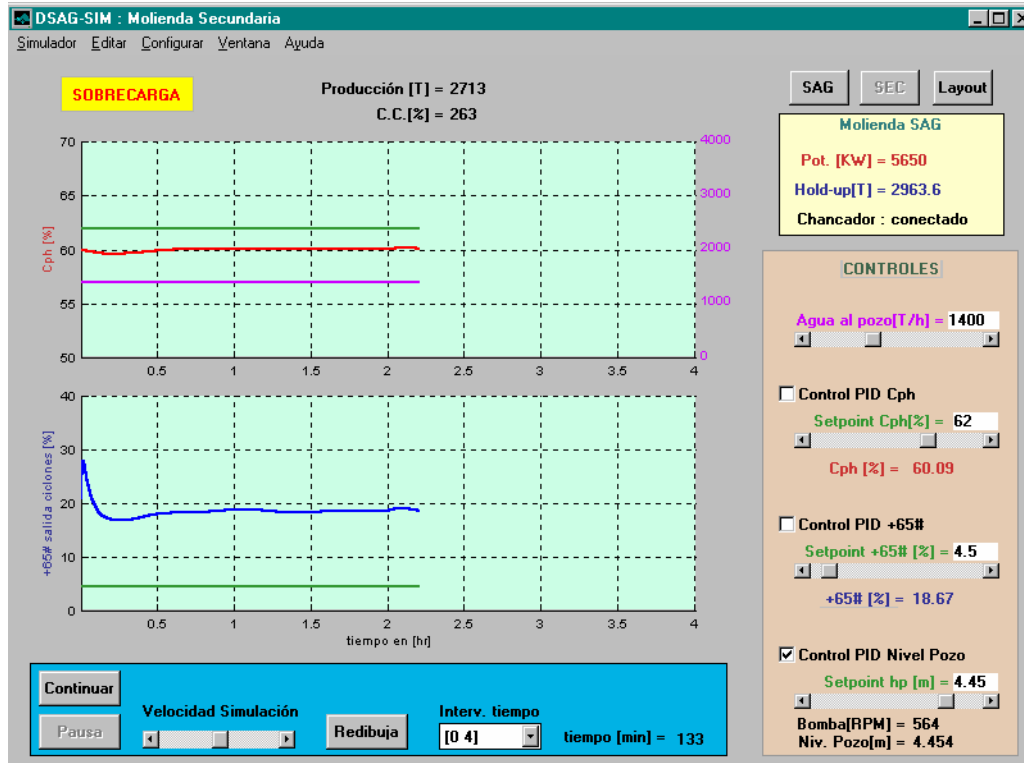 DSAG-SIM : Molienda Secundaria
Simulador Editar Configurar Ventana Ayuda
SOBRECARGA
Producción [T] = 2713
C.C.[%] = 263
70
65
60
55
50
Cph [%]
4000
3000
2000
1000
0
0.5 1 1.5 2 2.5 3 3.5 4
40
30
20
10
0
+65# salida ciclones [%]
0.5 1 1.5 2 2.5 3 3.5 4
tiempo en [hr]
Continuar
Pausa
Velocidad Simulación
Redibuja
Interv. tiempo
[0 4]
tiempo [min] = 133
SAG SEC Layout
Molienda SAG
Pot. [KW] = 5650
Hold-up[T] = 2963.6
Chancador : conectado
CONTROLES
Agua al pozo[T/h] = 1400
Control PID Cph
Setpoint Cph[%] = 62
Cph [%] = 60.09
Control PID +65#
Setpoint +65# [%] = 4.5
+65# [%] = 18.67
Control PID Nivel Pozo
Setpoint hp [m] = 4.45
Bomba[RPM] = 564
Niv. Pozo[m] = 4.454